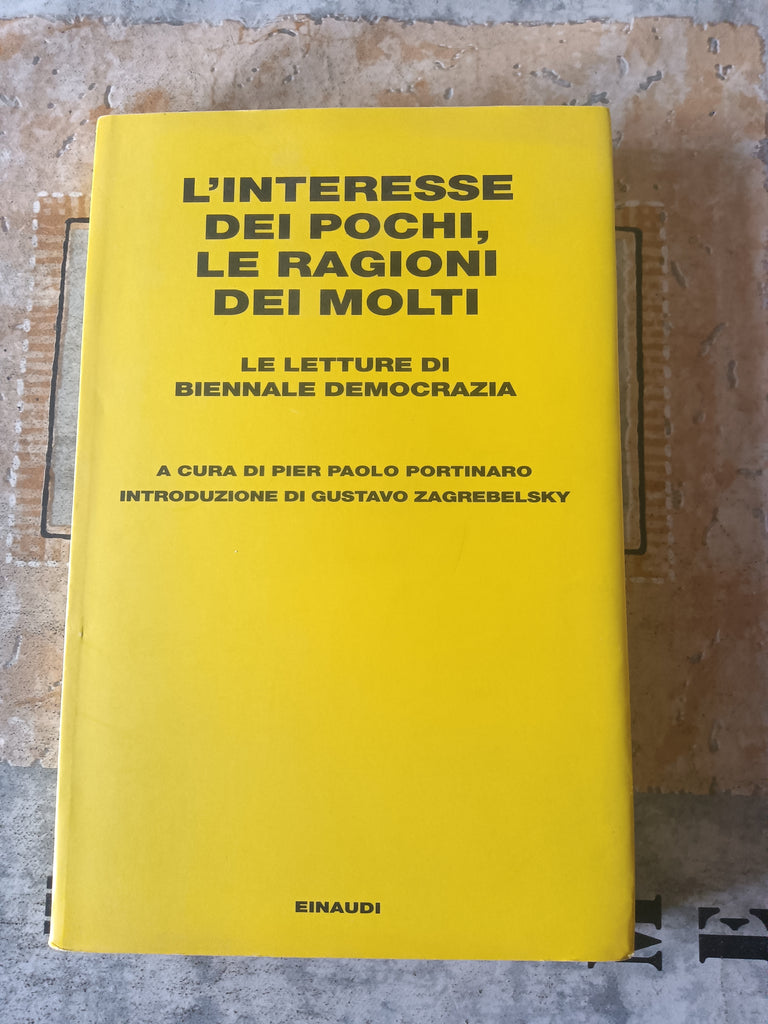 L'INTERESSE
DEI POCHI,
LE RAGIONI
DEI MOLTI
LE LETTURE DI
BIENNALE DEMOCRAZIA
A CURA DI PIER PAOLO PORTINARO
INTRODUZIONE DI GUSTAVO ZAGREBELSKY
EINAUDI
M
E